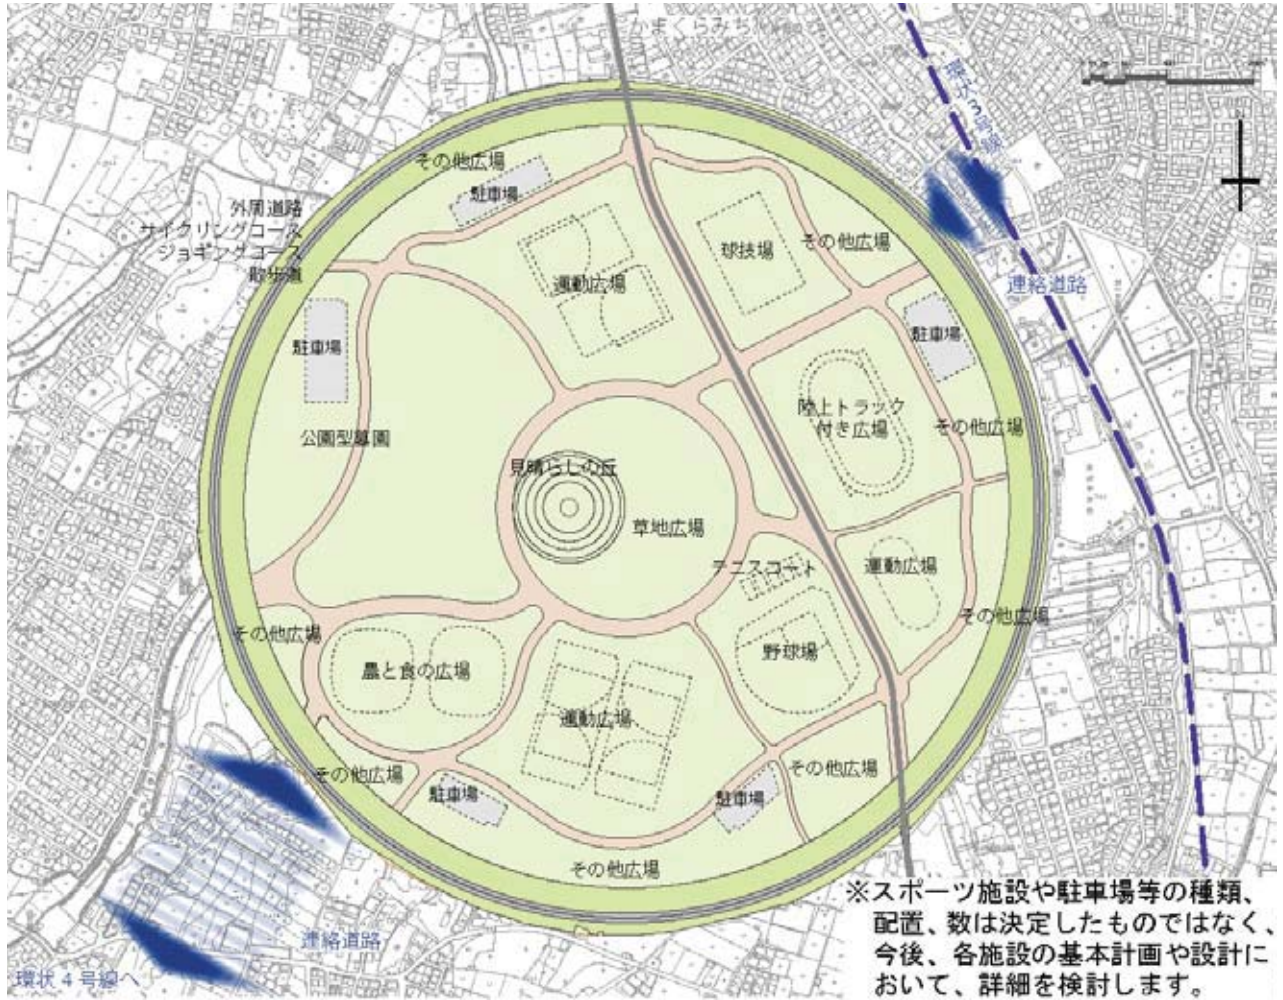 かまくらみち
環状3号線
その他広場
駐車場
外周道路
サイクリングコース
ジョギングコース
散歩道
運動広場
球技場
その他広場
連絡道路
駐車場
駐車場
陸上トラック
付き広場
その他広場
公園型墓園
見晴らしの丘
草地広場
テニスコート
運動広場
その他広場
その他広場
野球場
農と食の広場
運動広場
その他広場
その他広場
駐車場
駐車場
その他広場
連絡道路
環状4号線へ
※スポーツ施設や駐車場等の種類、
配置、数は決定したものではなく、
今後、各施設の基本計画や設計に
おいて、詳細を検討します。